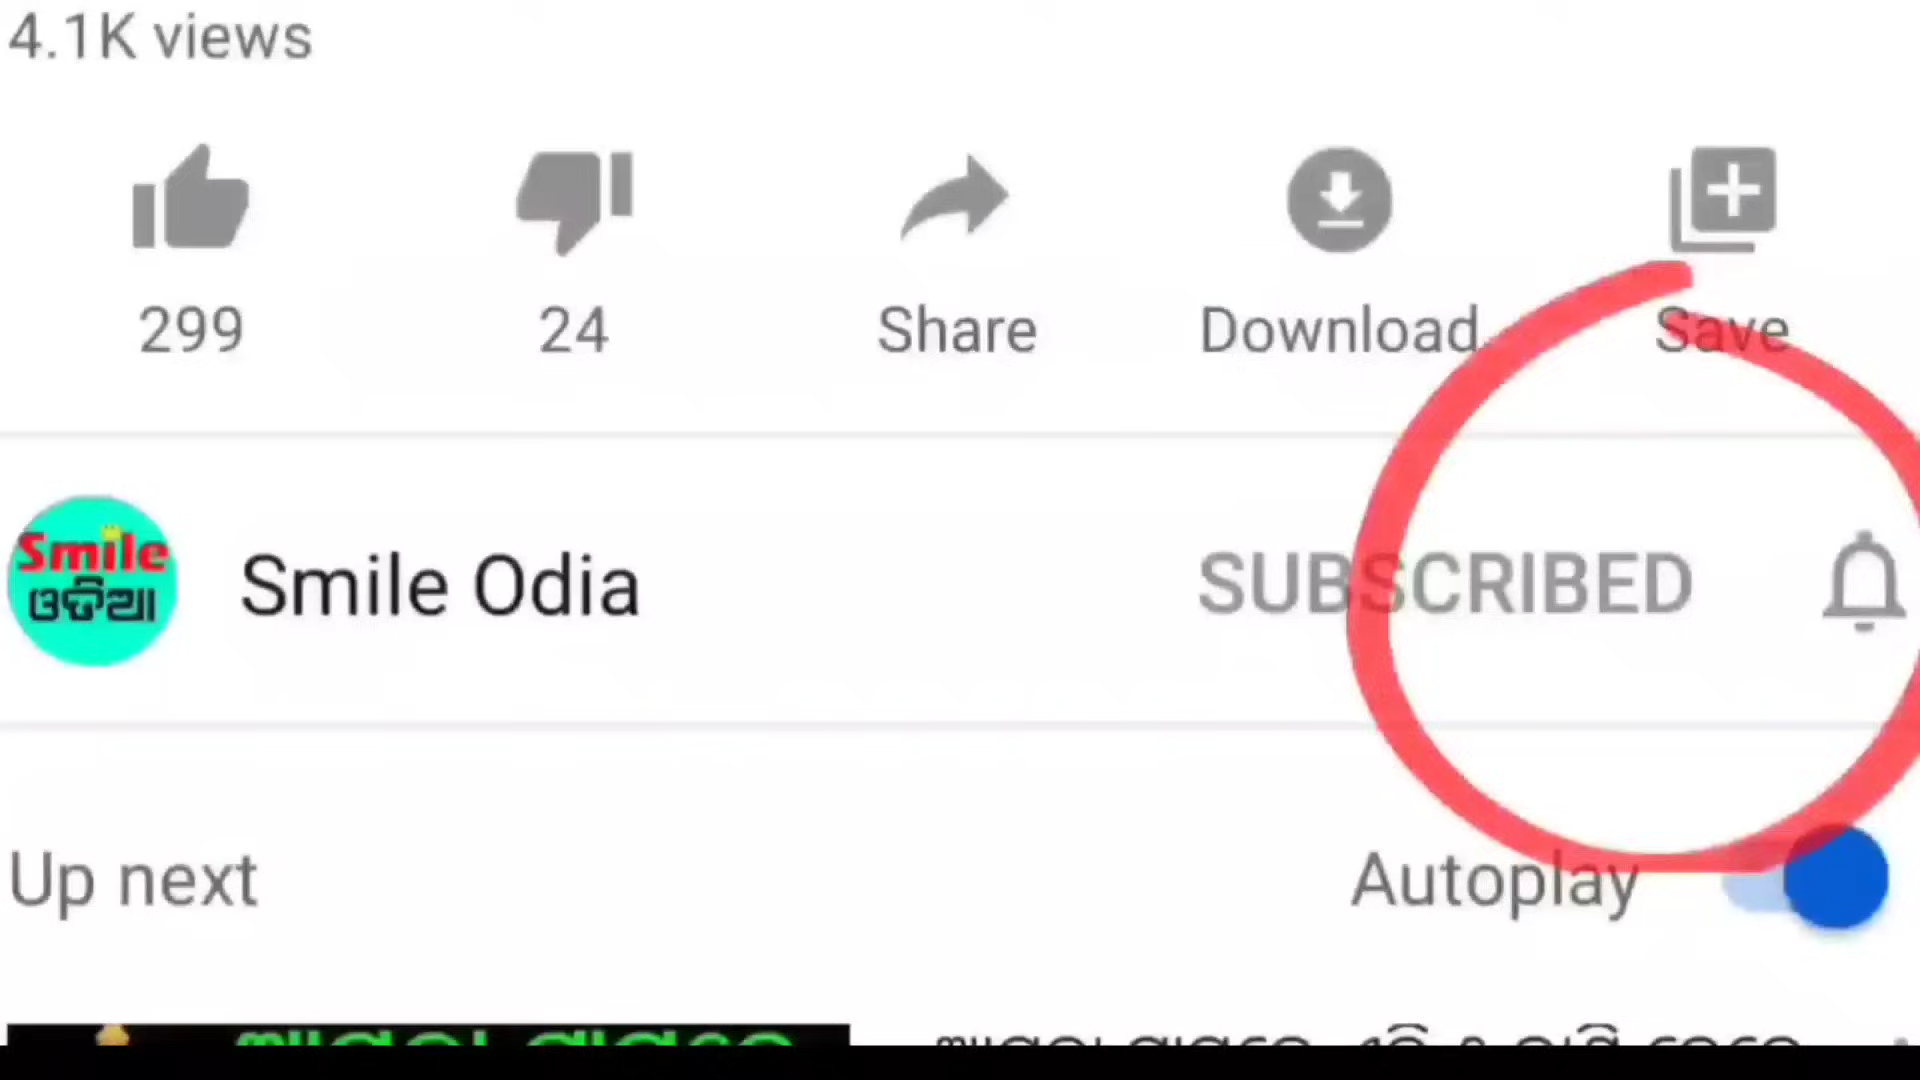 4.1K views
299 24 Share Download Save
Smile
ଓଡିଆ
Smile Odia SUBSCRIBED
Up next Autoplay